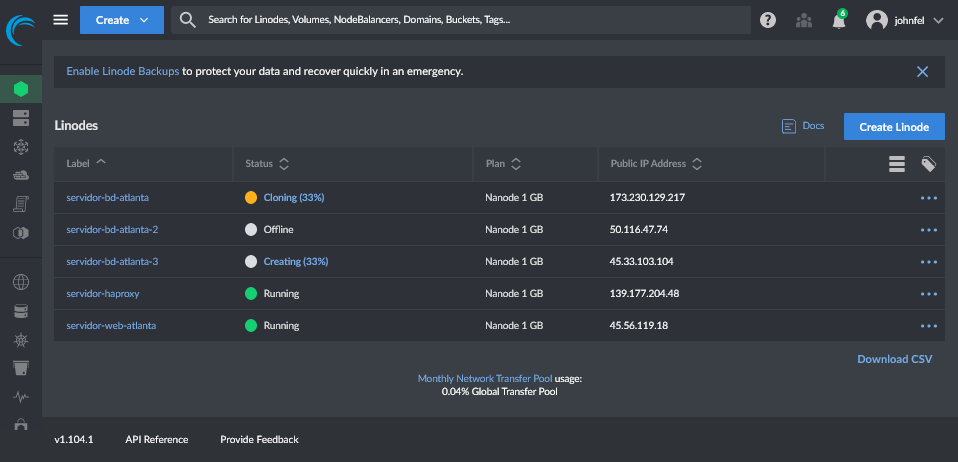 Create
Search for Linodes, Volumes, NodeBalancers, Domains, Buckets, Tags...
?
6
johnfel
Enable Linode Backups to protect your data and recover quickly in an emergency.
Linodes
Docs
Create Linode
Label Status Plan Public IP Address
servidor-bd-atlanta Cloning (33%) Nanode 1 GB 173.230.129.217
servidor-bd-atlanta-2 Offline Nanode 1 GB 50.116.47.74
servidor-bd-atlanta-3 Creating (33%) Nanode 1 GB 45.33.103.104
servidor-haproxy Running Nanode 1 GB 139.177.204.48
servidor-web-atlanta Running Nanode 1 GB 45.56.119.18
Download CSV
Monthly Network Transfer Pool usage:
0.04% Global Transfer Pool
v1.104.1 API Reference Provide Feedback